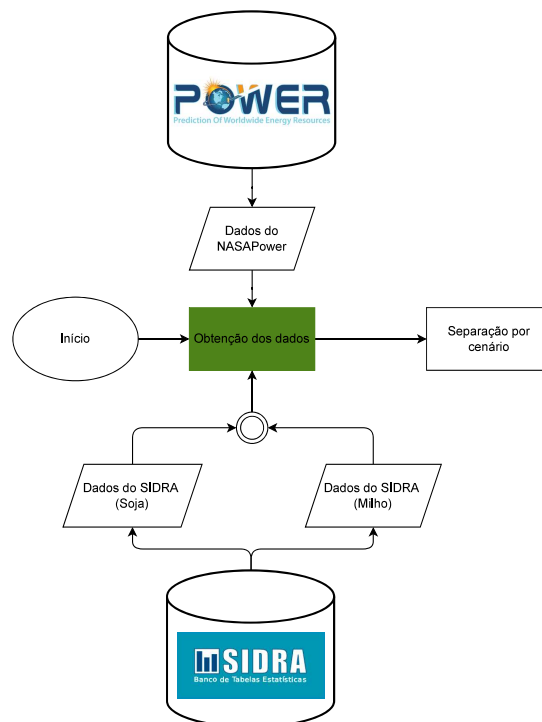 POWER
Prediction Of Worldwide Energy Resources
Dados do
NASAPower
Início
Obtenção dos dados
Separação por
cenário
Dados do SIDRA
(Soja)
Dados do SIDRA
(Milho)
SIDRA
Banco de Tabelas Estatísticas